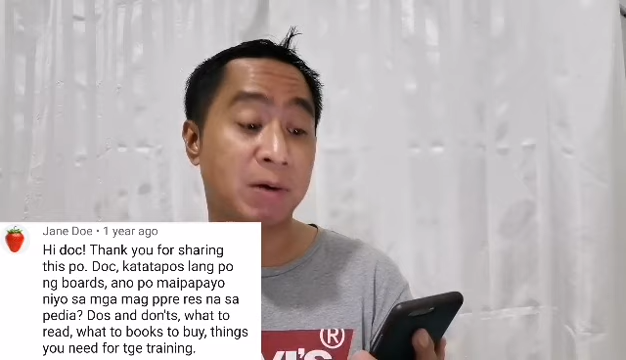 Jane Doe • 1 year ago
Hi doc! Thank you for sharing
this po. Doc, katatapos lang po
ng boards, ano po maipapayo
niyo sa mga mag ppre res na sa
pedia? Dos and don'ts, what to
read, what to books to buy, things
you need for tge training.
®